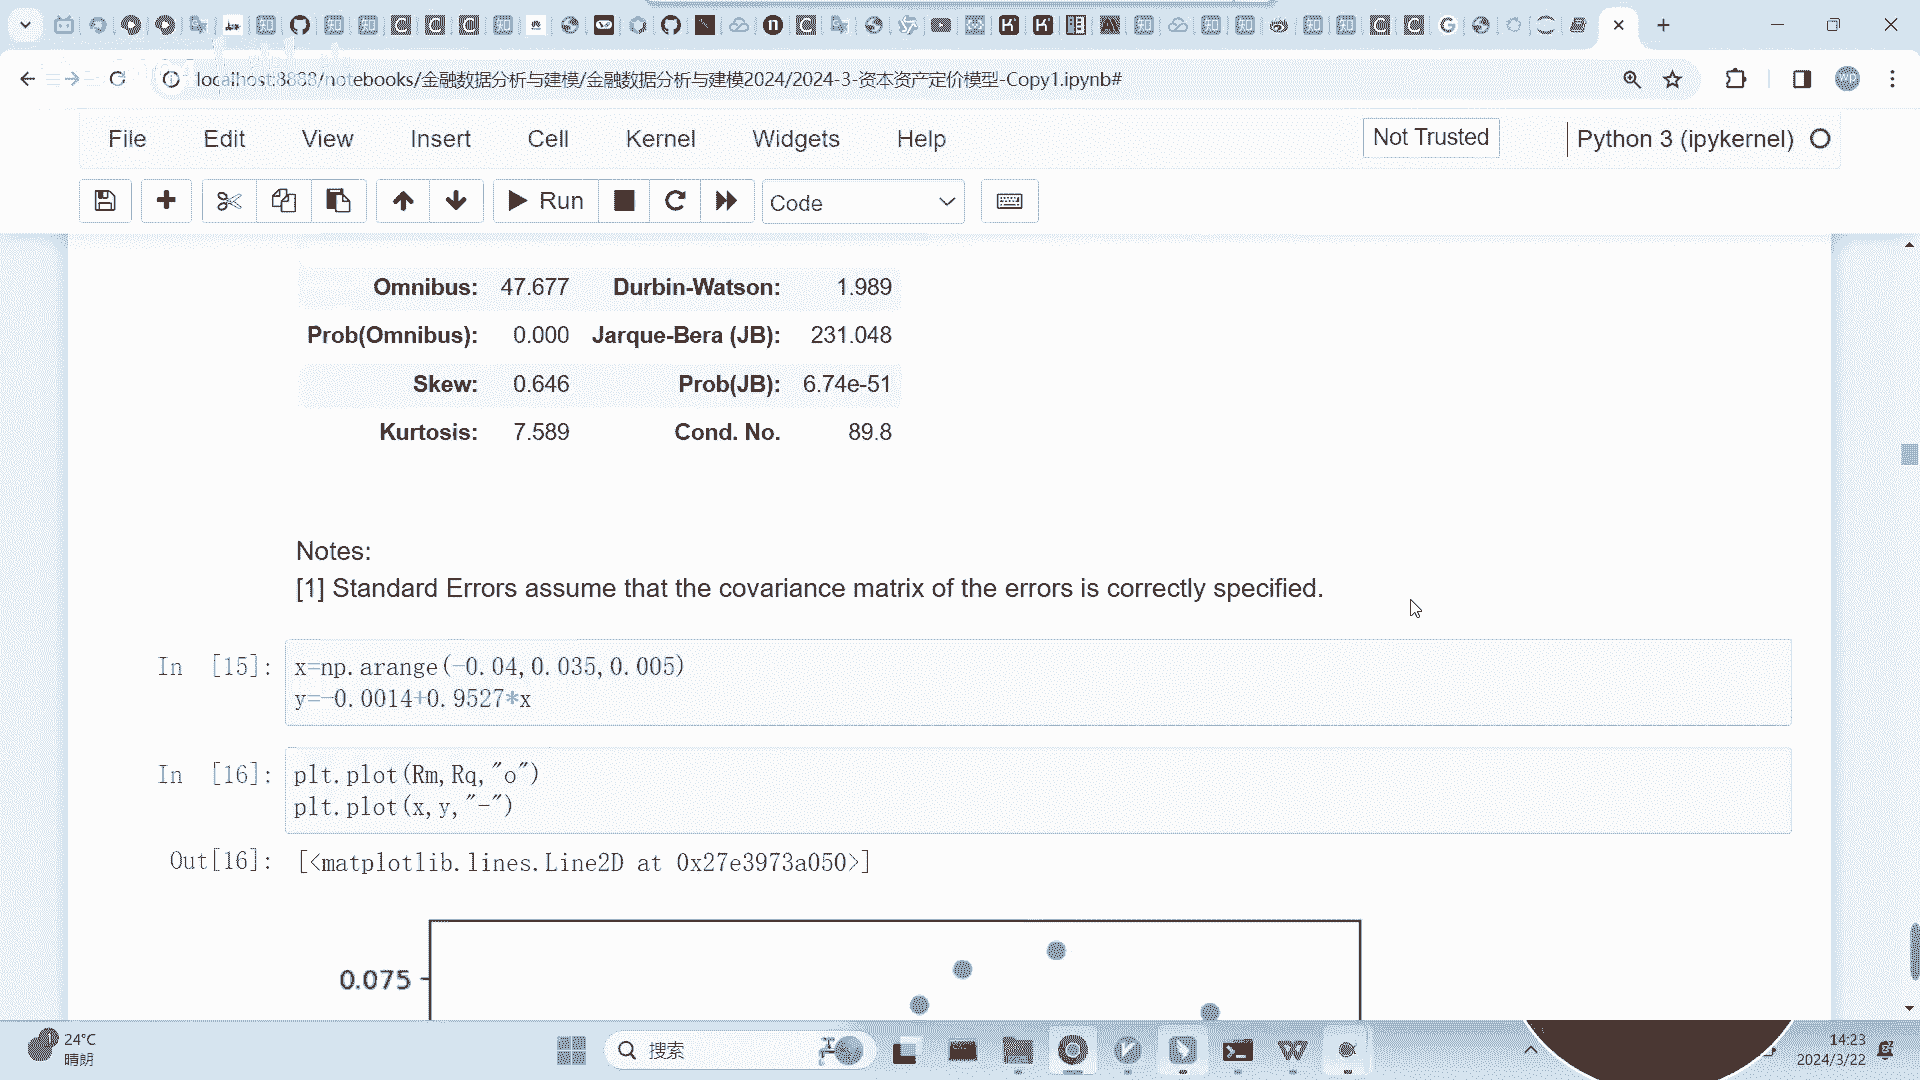 localhost:8888/notebooks/金融数据分析与建模/金融数据分析与建模2024/2024-3-资本资产定价模型-Copy1.ipynb#
wp
File Edit View Insert Cell Kernel Widgets Help Not Trusted Python 3 (ipykernel)
Run Code
Omnibus: 47.677 Durbin-Watson: 1.989
Prob(Omnibus): 0.000 Jarque-Bera (JB): 231.048
Skew: 0.646 Prob(JB): 6.74e-51
Kurtosis: 7.589 Cond. No. 89.8
Notes:
[1] Standard Errors assume that the covariance matrix of the errors is correctly specified.
In [15]: x=np.arange(-0.04,0.035,0.005)
y=-0.0014+0.9527*x
In [16]: plt.plot(Rm,Rq,"o")
plt.plot(x,y,"-")
Out[16]: [<matplotlib.lines.Line2D at 0x27e3973a050>]
0.075
24°C
晴朗
搜索
14:23
2024/3/22